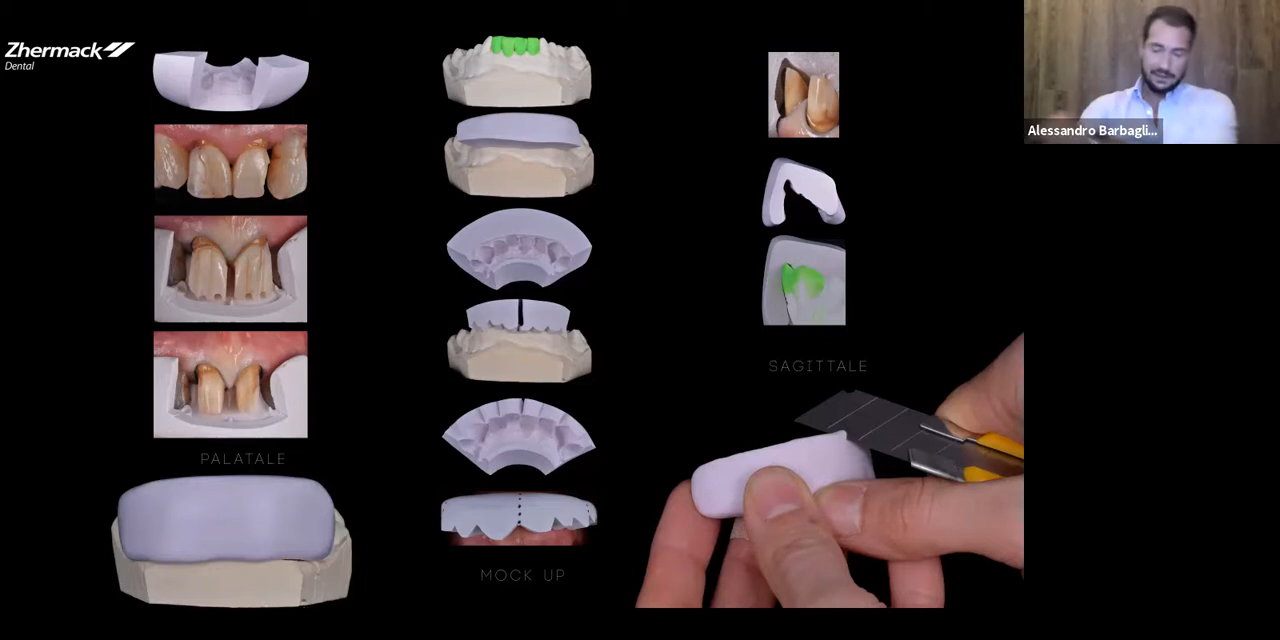 Zhermack
Dental
Alessandro Barbagli...
SAGITTALE
PALATALE
MOCK UP